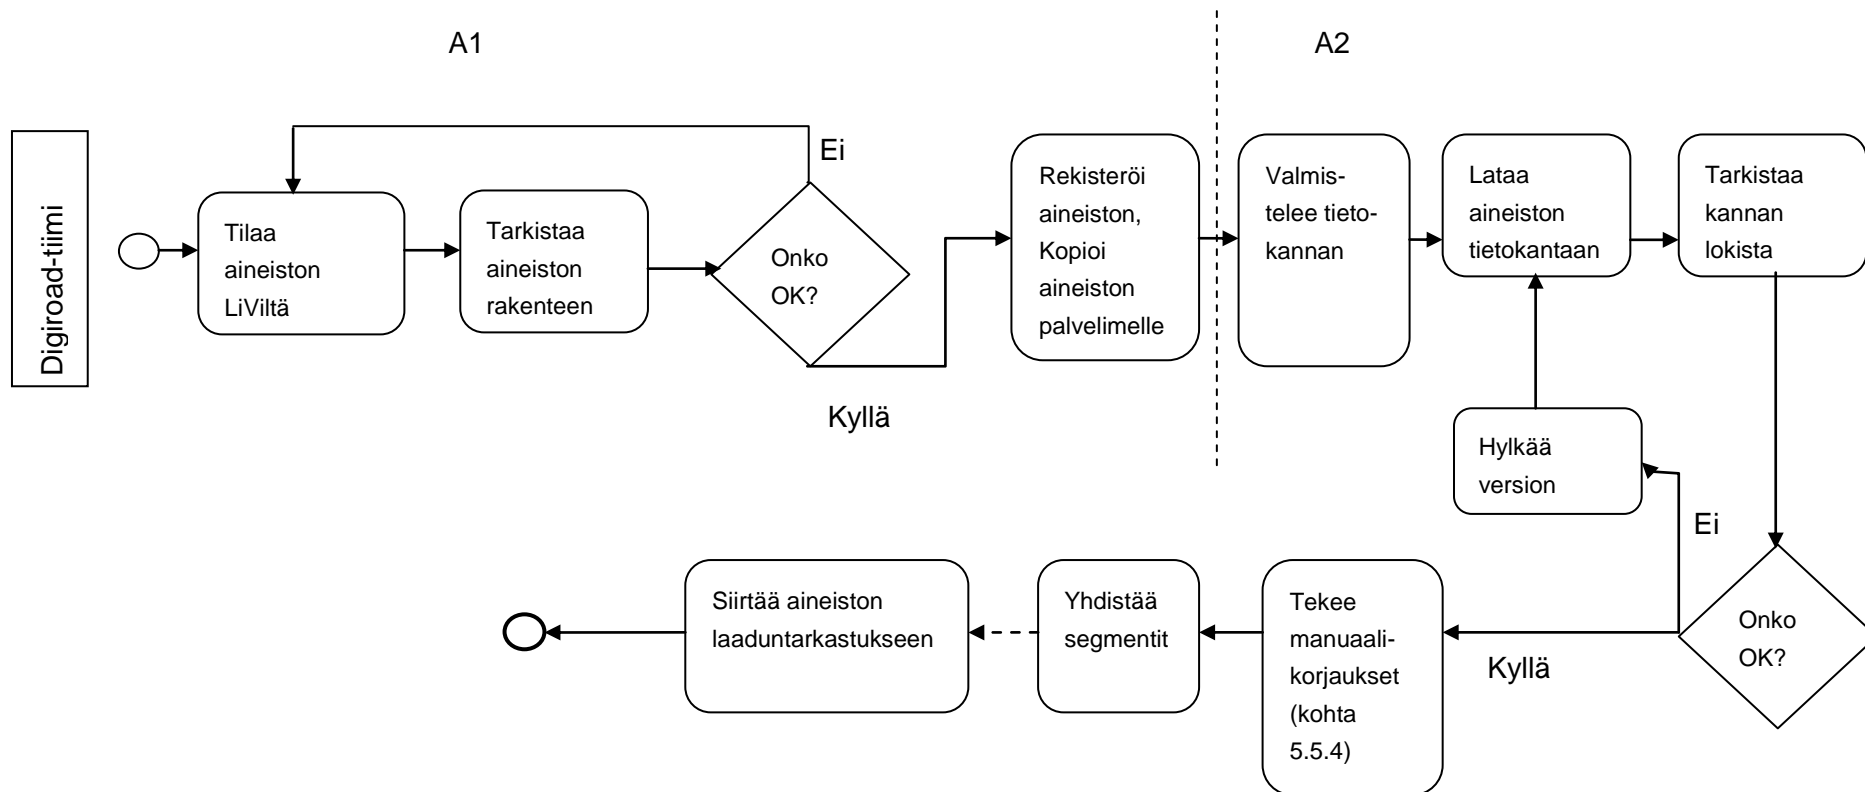 A1
A2
Digiroad-tiimi
Tilaa
aineiston
LiViltä
Tarkistaa
aineiston
rakenteen
Ei
Onko
OK?
Kyllä
Rekisteröi
aineiston,
Kopioi
aineiston
palvelimelle
Valmis-
telee tieto-
kannan
Lataa
aineiston
tietokantaan
Tarkistaa
kannan
lokista
Hylkää
version
Ei
Onko
OK?
Kyllä
Tekee
manuaali-
korjaukset
(kohta
5.5.4)
Yhdistää
segmentit
Siirtää aineiston
laaduntarkastukseen